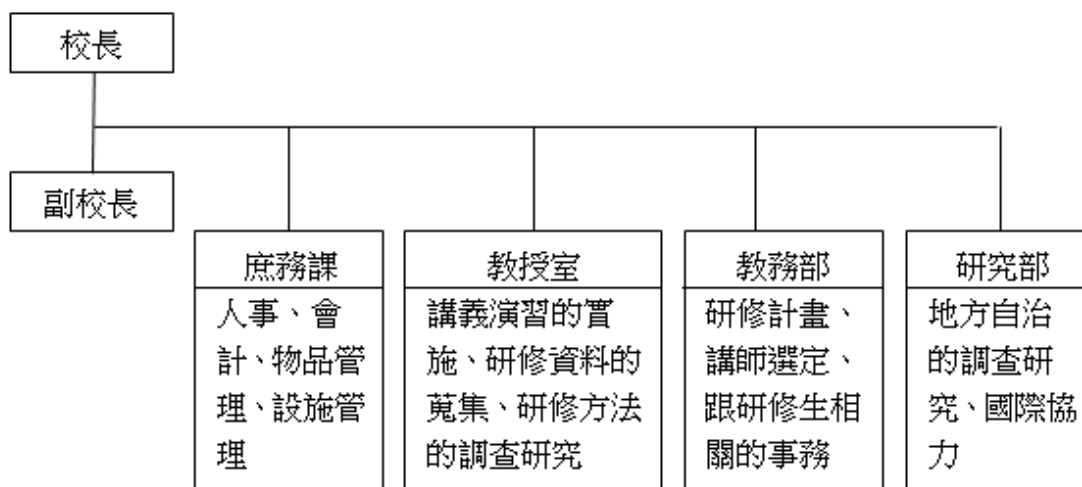 校長
副校長
庶務課
人事、會
計、物品管
理、設施管
理
教授室
講義演習的實
施、研修資料的
蒐集、研修方法
的調查研究
教務部
研修計畫、
講師選定、
跟研修生相
關的事務
研究部
地方自治
的調查研
究、國際協
力